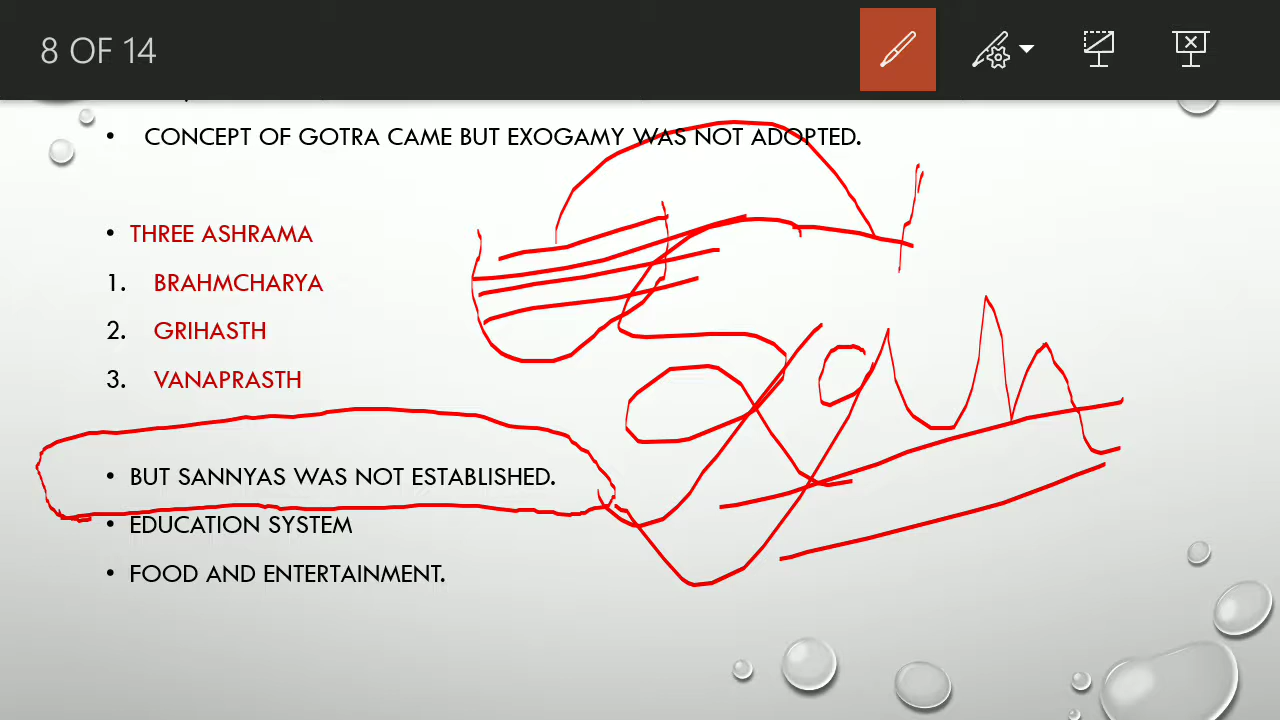 8 OF 14
• CONCEPT OF GOTRA CAME BUT EXOGAMY WAS NOT ADOPTED.
• THREE ASHRAMA
1. BRAHMCHARYA
2. GRIHASTH
3. VANAPRASTH
• BUT SANNYAS WAS NOT ESTABLISHED.
• EDUCATION SYSTEM
• FOOD AND ENTERTAINMENT.